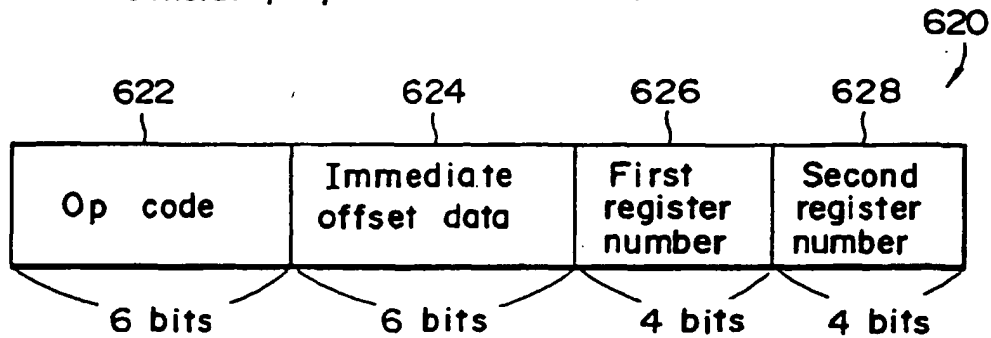 620
622 624 626 628
Op code
Immediate
offset data
First
register
number
Second
register
number
6 bits 6 bits 4 bits 4 bits